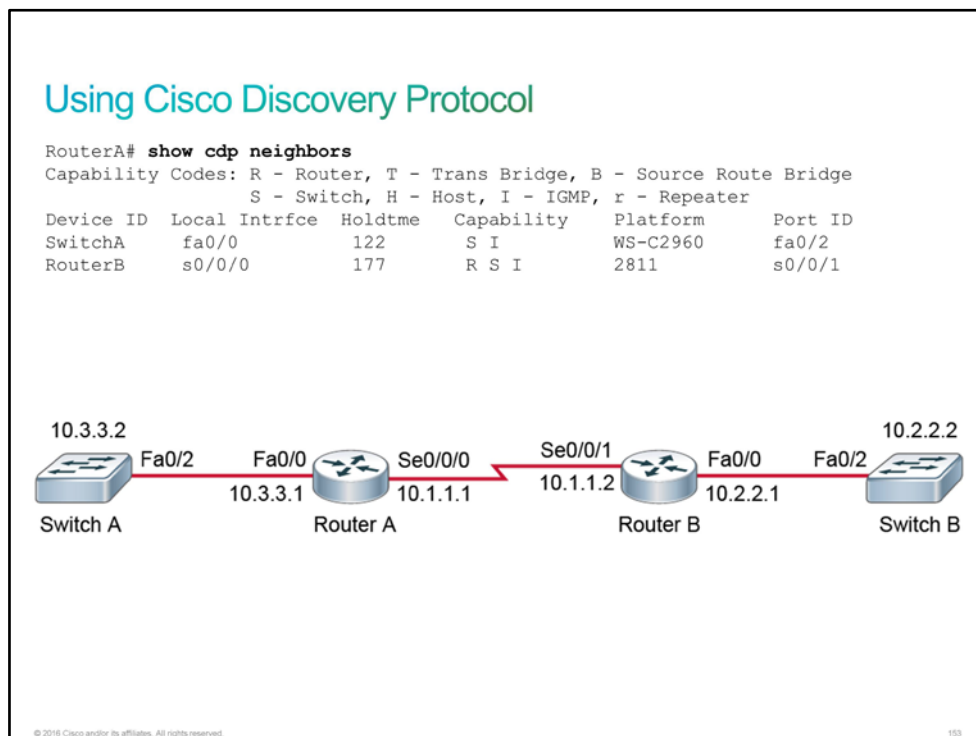 Using Cisco Discovery Protocol
RouterA# show cdp neighbors
Capability Codes: R - Router, T - Trans Bridge, B - Source Route Bridge
S - Switch, H - Host, I - IGMP, r - Repeater
Device ID Local Intrfce Holdtme Capability Platform Port ID
SwitchA fa0/0 122 S I WS-C2960 fa0/2
RouterB s0/0/0 177 R S I 2811 s0/0/1
10.3.3.2 10.2.2.2
Fa0/2 Fa0/0 Se0/0/0 Se0/0/1 Fa0/0 Fa0/2
10.3.3.1 10.1.1.1 10.1.1.2 10.2.2.1
Switch A Router A Router B Switch B
© 2016 Cisco and/or its affiliates. All rights reserved. 153